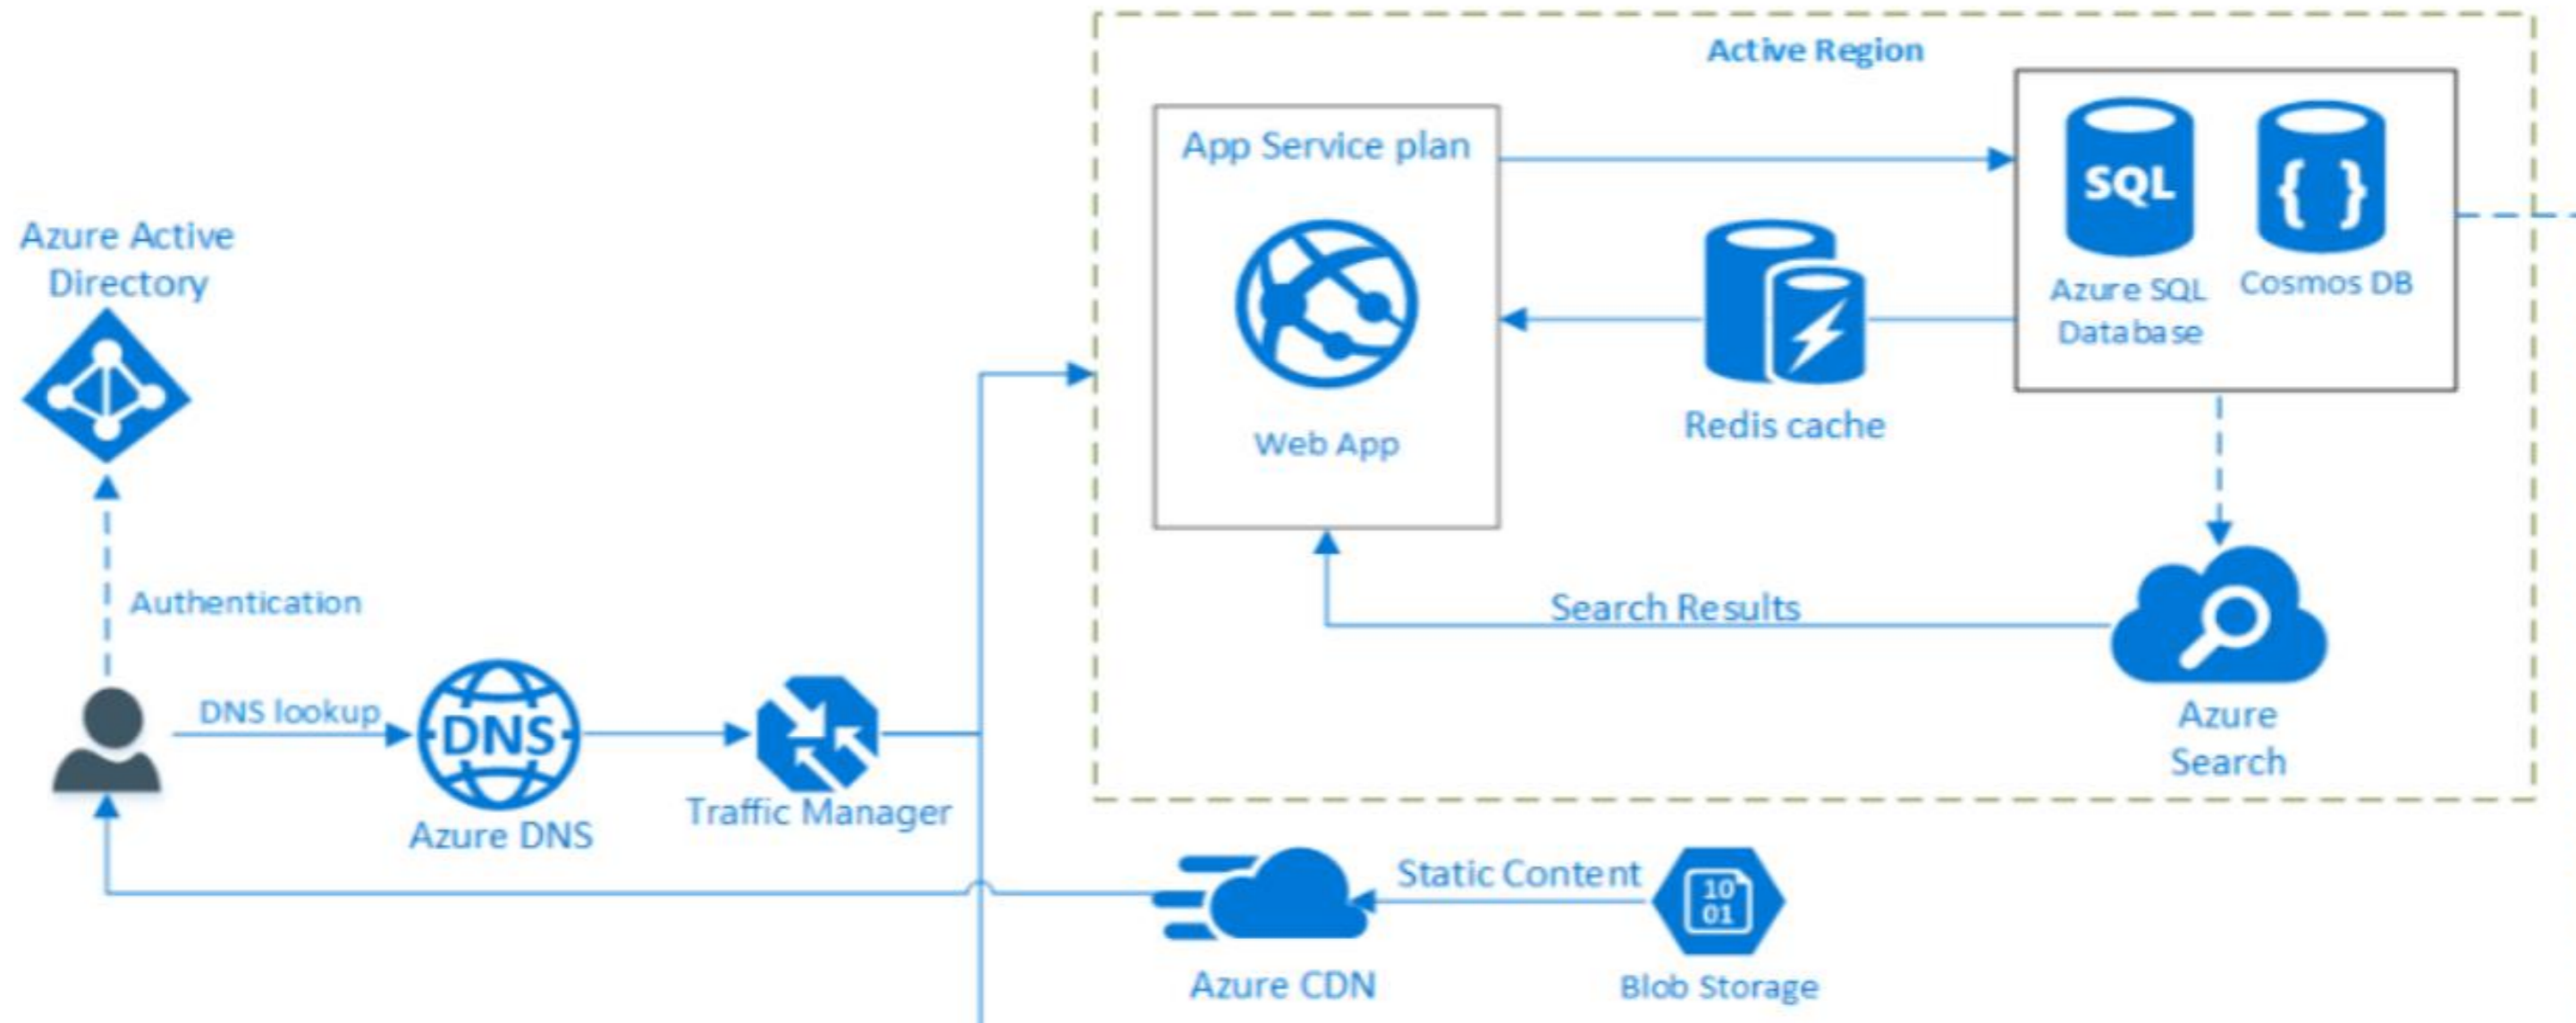 Active Region
App Service plan
SQL
{ }
Azure SQL
Database
Cosmos DB
Web App
Redis cache
Azure Active
Directory
Authentication
Search Results
Azure
Search
DNS lookup
DNS
Azure DNS
Traffic Manager
Static Content
10
01
Azure CDN
Blob Storage